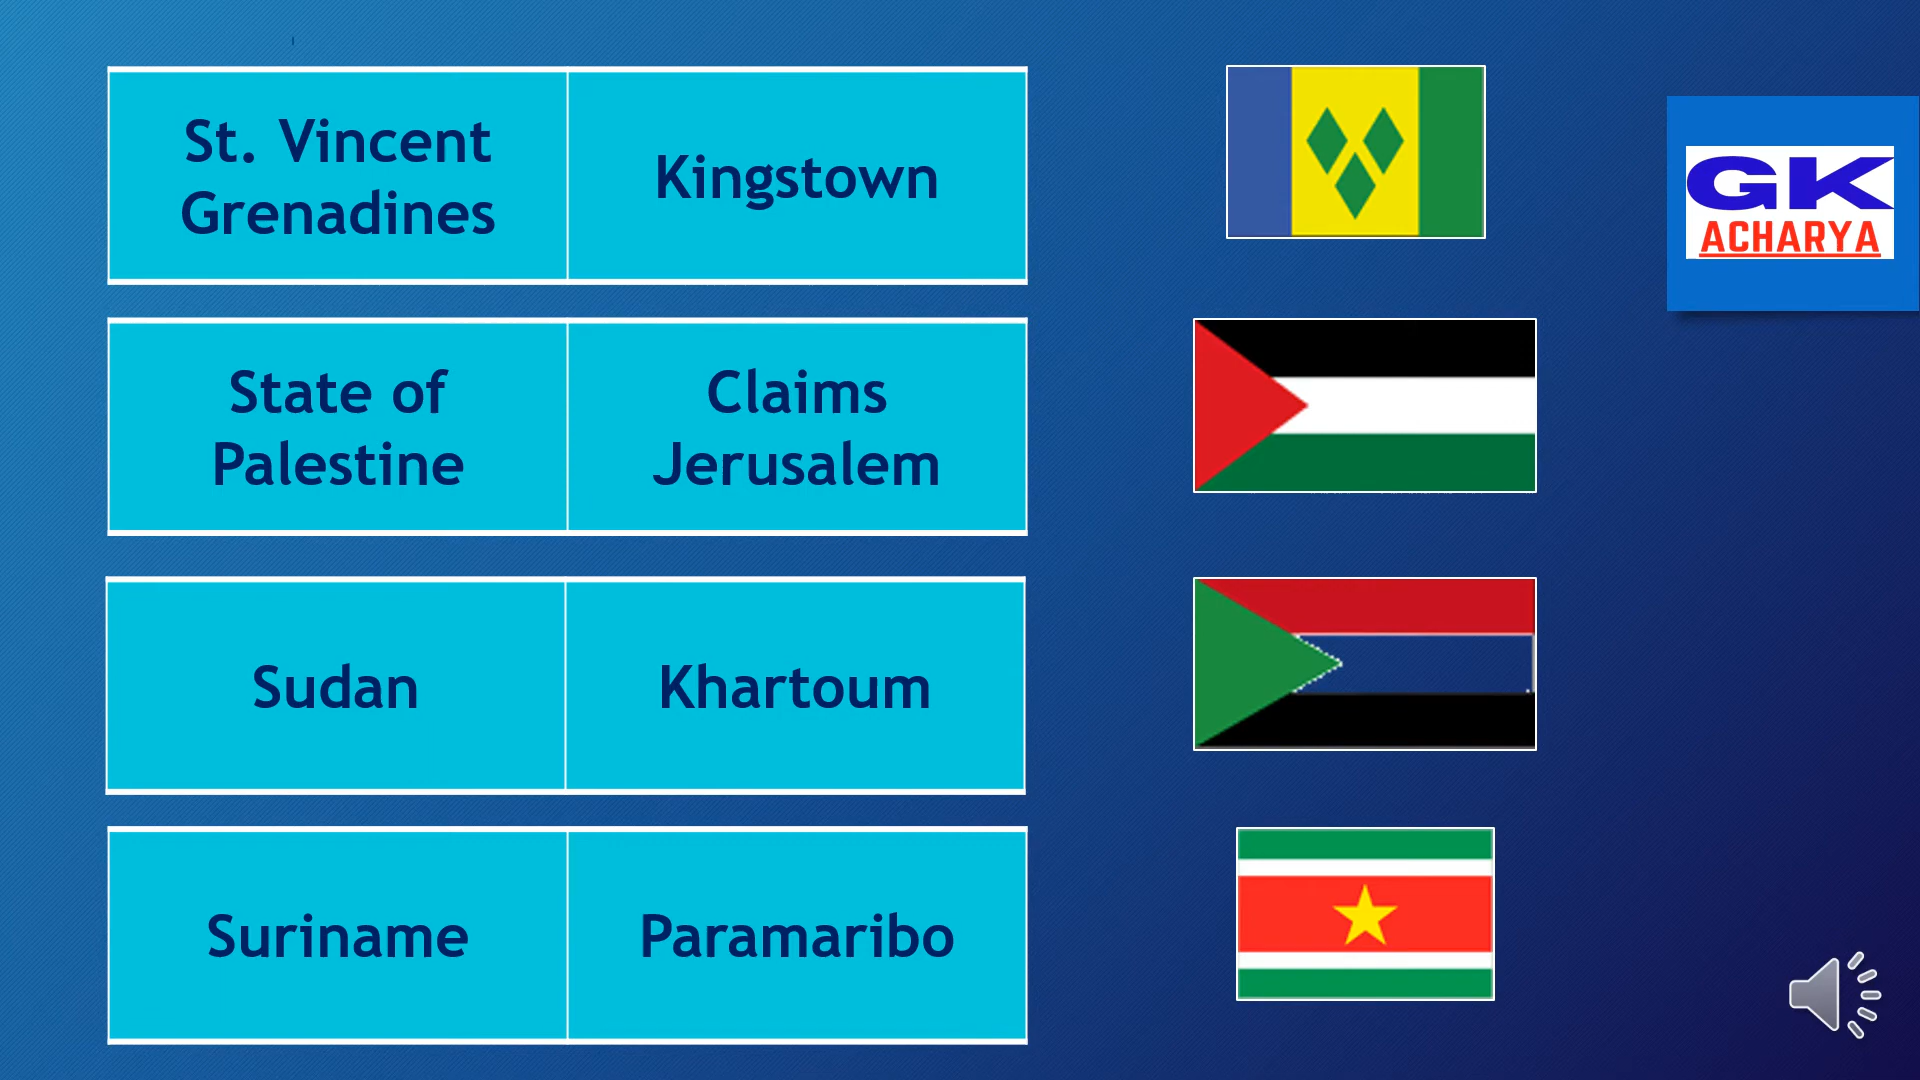 St. Vincent
Grenadines
Kingstown
State of
Palestine
Claims
Jerusalem
Sudan
Khartoum
Suriname
Paramaribo
GK
ACHARYA